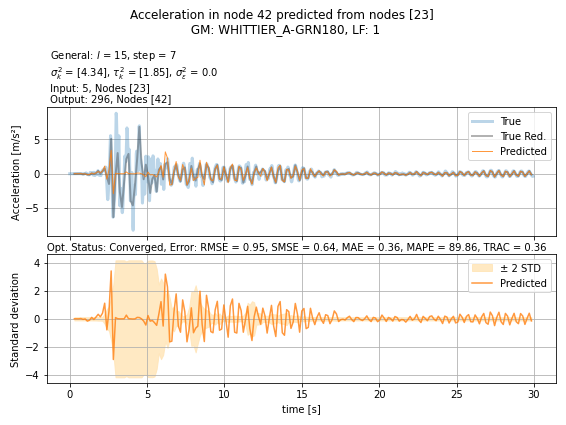 Acceleration in node 42 predicted from nodes [23]
GM: WHITTIER_A-GRN180, LF: 1
General: l = 15, step = 7
σ²ₖ = [4.34], τ²ₖ = [1.85], σ²ε = 0.0
Input: 5, Nodes [23]
Output: 296, Nodes [42]
Acceleration [m/s²]
5
0
−5
True
True Red.
Predicted
Opt. Status: Converged, Error: RMSE = 0.95, SMSE = 0.64, MAE = 0.36, MAPE = 89.86, TRAC = 0.36
Standard deviation
4
2
0
−2
−4
± 2 STD
Predicted
0 5 10 15 20 25 30
time [s]